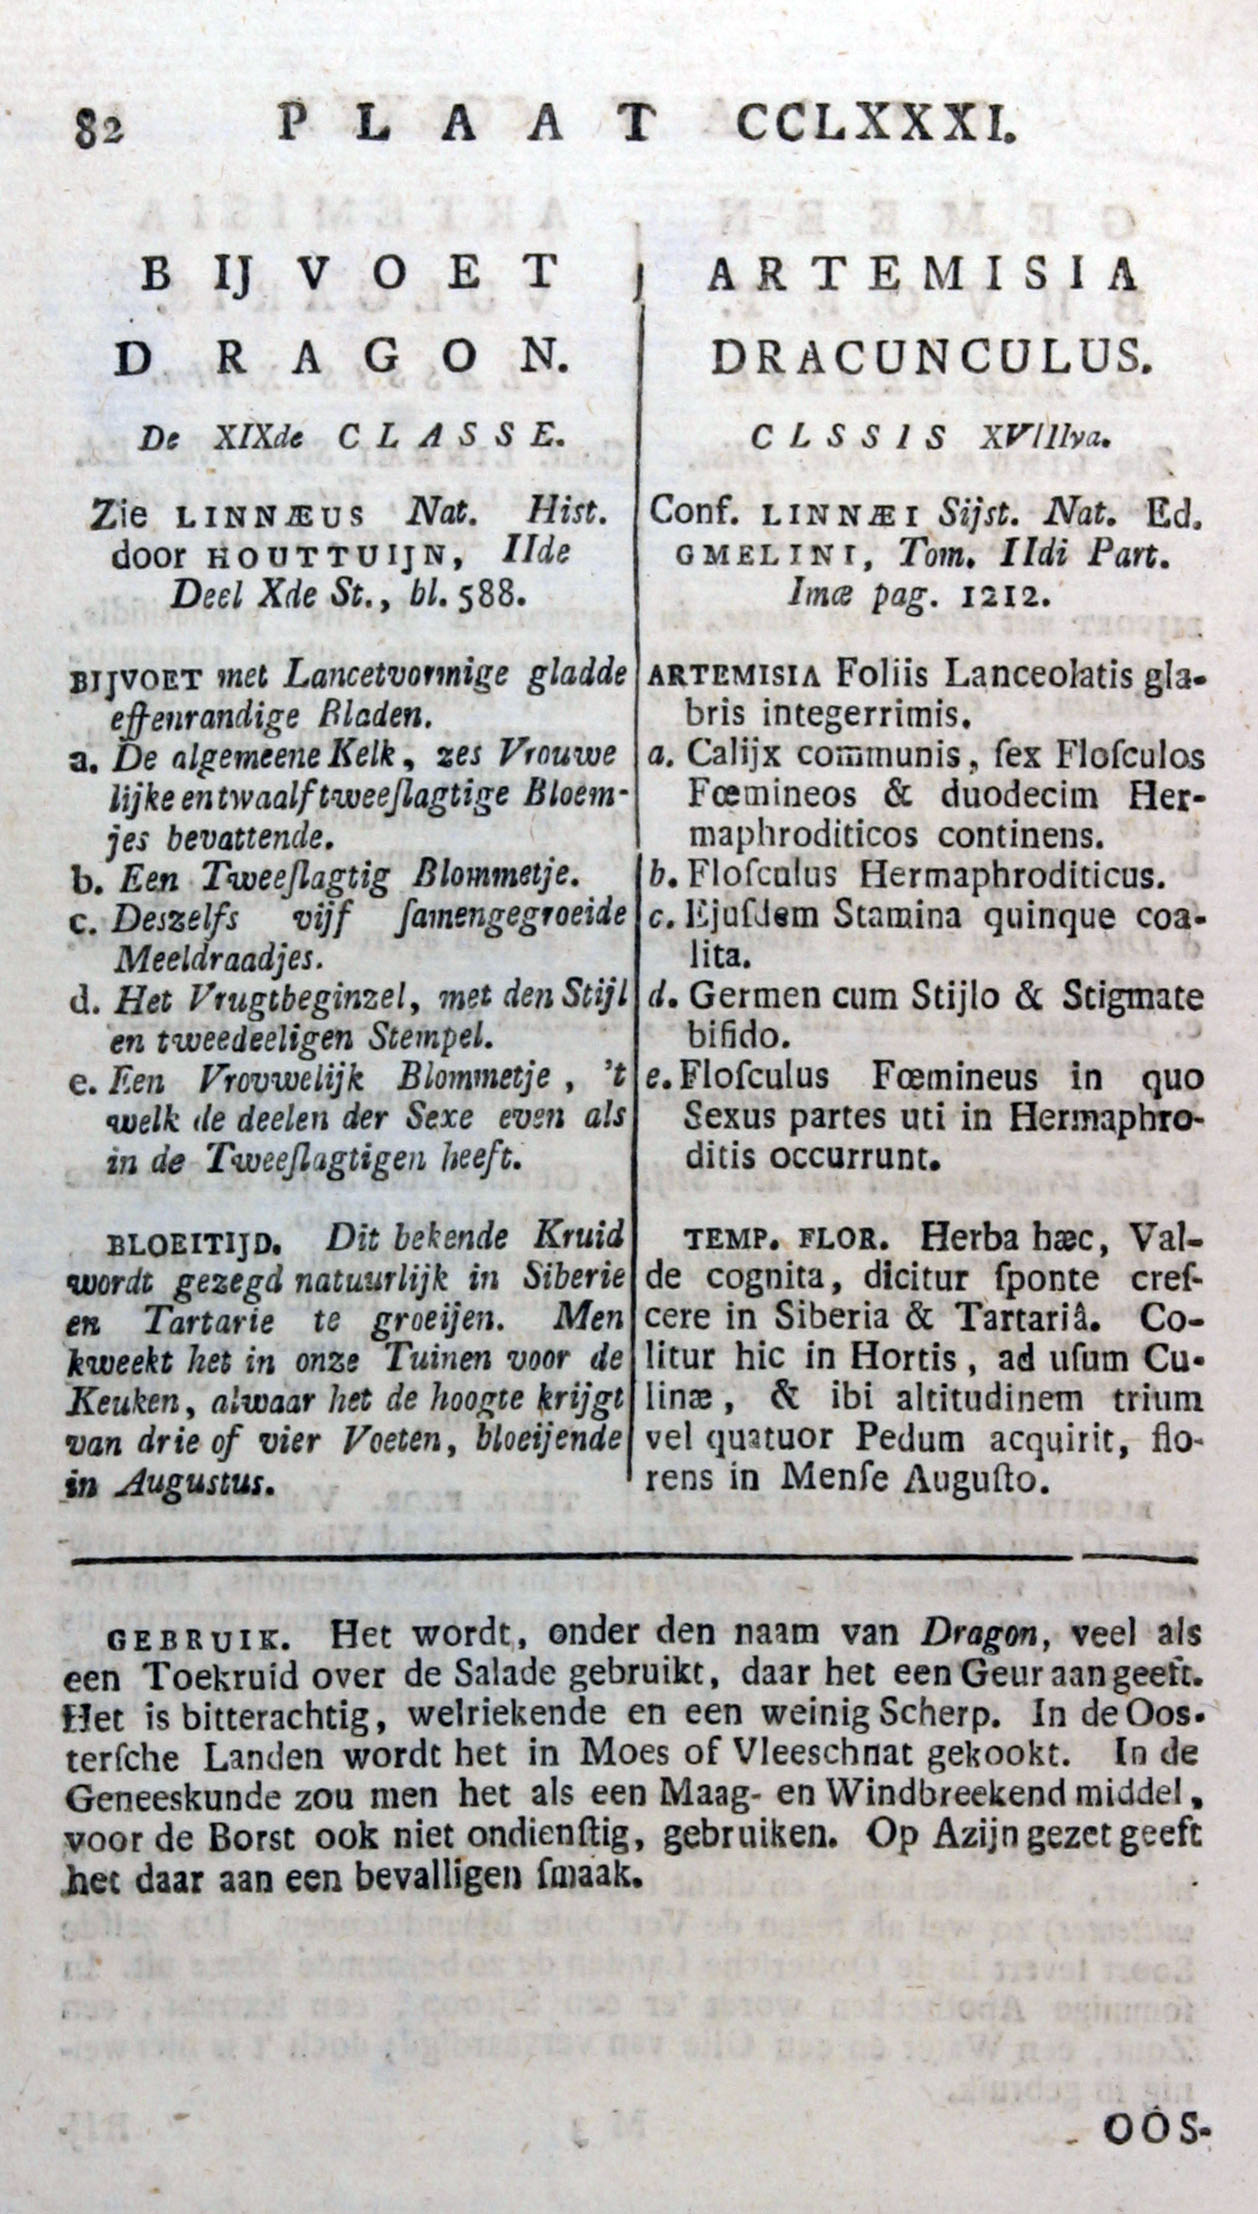 82 PLAAT CCLXXXI.
BIJVOET
DRAGON.
De XIXde CLASSE.
Zie LINNÆUS Nat. Hist.
door HOUTTUIJN, IIde
Deel Xde St., bl. 588.
BIJVOET met Lancetvormige gladde
effenrandige Bladen.
a. De algemeene Kelk, zes Vrouwe
lijke en twaalf tweeſlagtige Bloem-
jes bevattende.
b. Een Tweeſlagtig Blommetje.
c. Deszelfs vijf ſamengegroeide
Meeldraadjes.
d. Het Vrugtbeginzel, met den Stijl
en tweedeeligen Stempel.
e. Een Vrouwelijk Blommetje, 't
welk de deelen der Sexe even als
in de Tweeſlagtigen heeft.
BLOEITIJD. Dit bekende Kruid
wordt gezegd natuurlijk in Siberie
en Tartarie te groeijen. Men
kweekt het in onze Tuinen voor de
Keuken, alwaar het de hoogte krijgt
van drie of vier Voeten, bloeijende
in Augustus.
ARTEMISIA
DRACUNCULUS.
CLSSIS XVIIIIva.
Conf. LINNÆI Sijst. Nat. Ed.
GMELINI, Tom. IIdi Part.
Imæ pag. 1212.
ARTEMISIA Foliis Lanceolatis gla-
bris integerrimis.
a. Calijx communis, ſex Floſculos
Fœmineos & duodecim Her-
maphroditicos continens.
b. Floſculus Hermaphroditicus.
c. Ejuſdem Stamina quinque coa-
lita.
d. Germen cum Stijlo & Stigmate
bifido.
e. Floſculus Fœmineus in quo
Sexus partes uti in Hermaphro-
ditis occurrunt.
TEMP. FLOR. Herba hæc, Val-
de cognita, dicitur ſponte creſ-
cere in Siberia & Tartariâ. Co-
litur hic in Hortis, ad uſum Cu-
linæ, & ibi altitudinem trium
vel quatuor Pedum acquirit, flo-
rens in Menſe Auguſto.
GEBRUIK. Het wordt, onder den naam van Dragon, veel als
een Toekruid over de Salade gebruikt, daar het een Geur aan geeft.
Het is bitterachtig, welriekende en een weinig Scherp. In de Oos-
terſche Landen wordt het in Moes of Vleeschnat gekookt. In de
Geneeskunde zou men het als een Maag- en Windbreekend middel,
voor de Borst ook niet ondienſtig, gebruiken. Op Azijn gezet geeft
het daar aan een bevalligen ſmaak.
OOS-